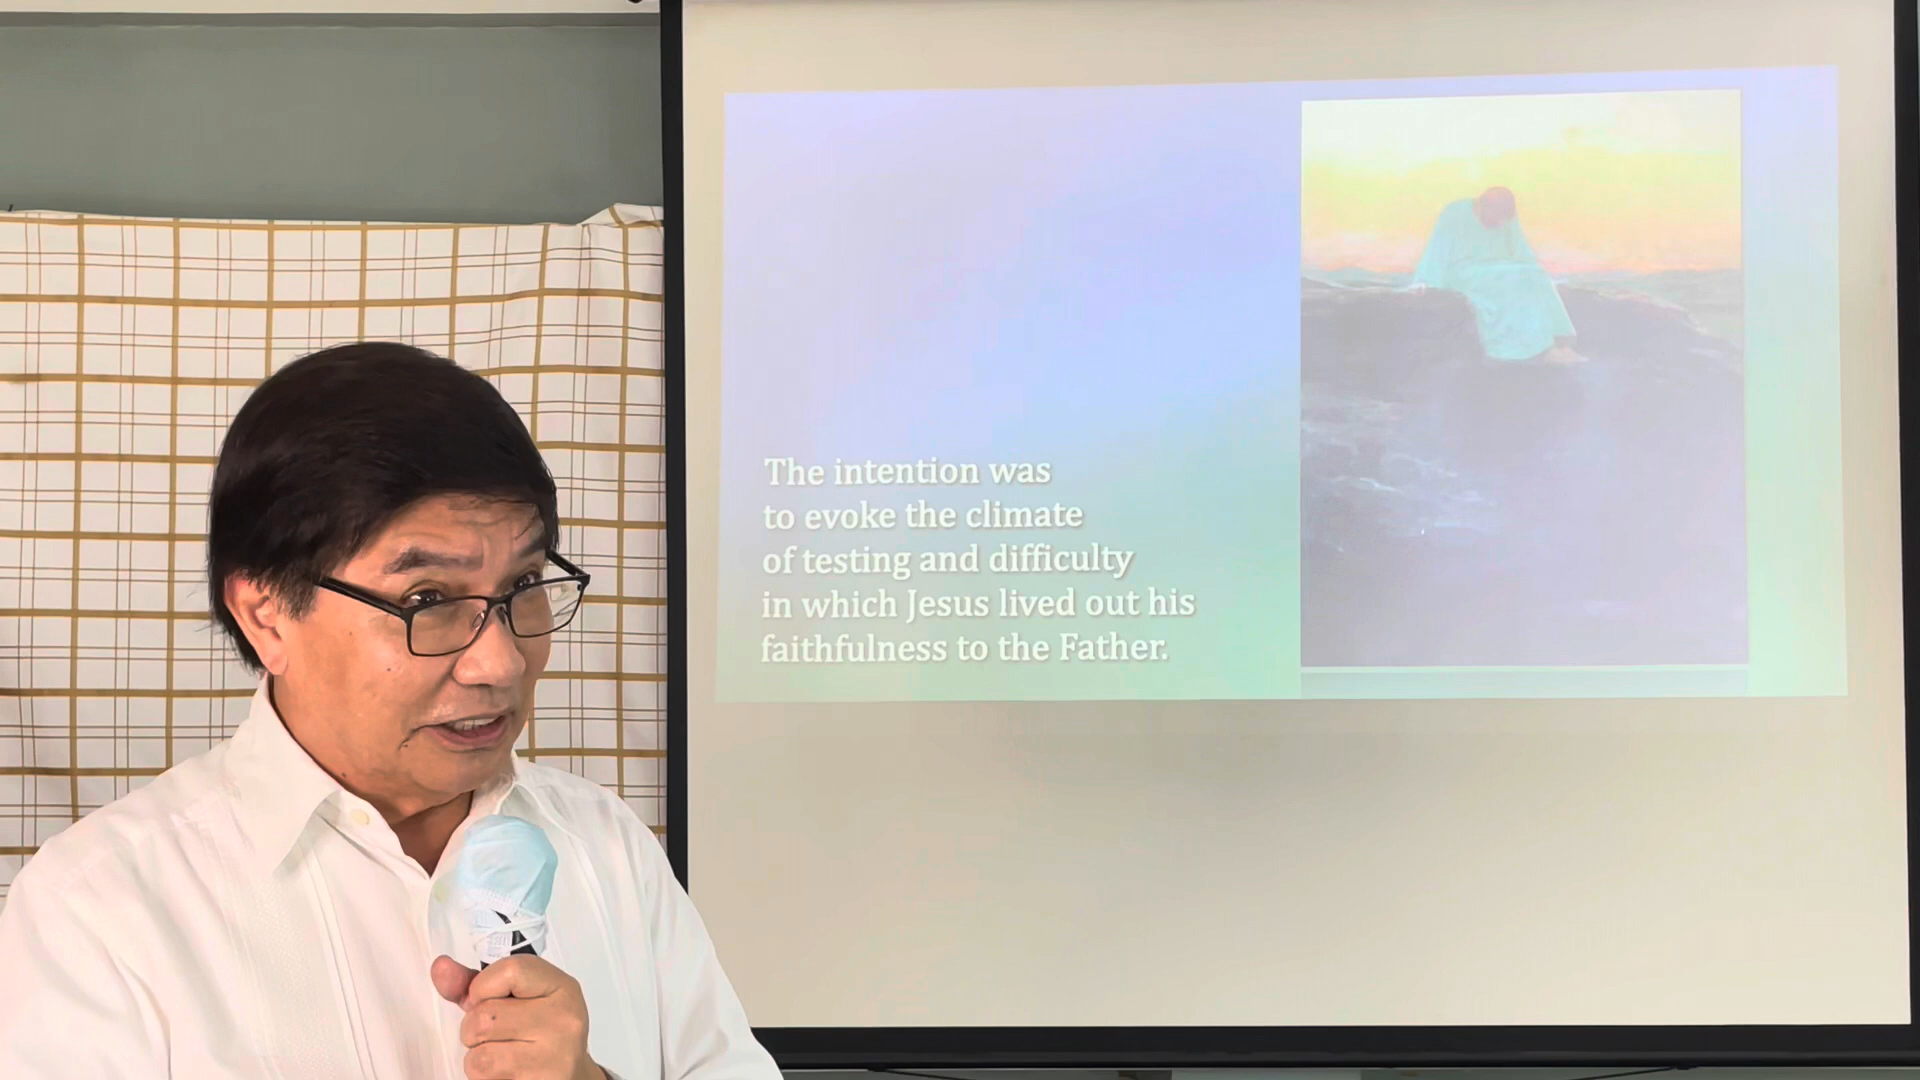 The intention was
to evoke the climate
of testing and difficulty
in which Jesus lived out his
faithfulness to the Father.